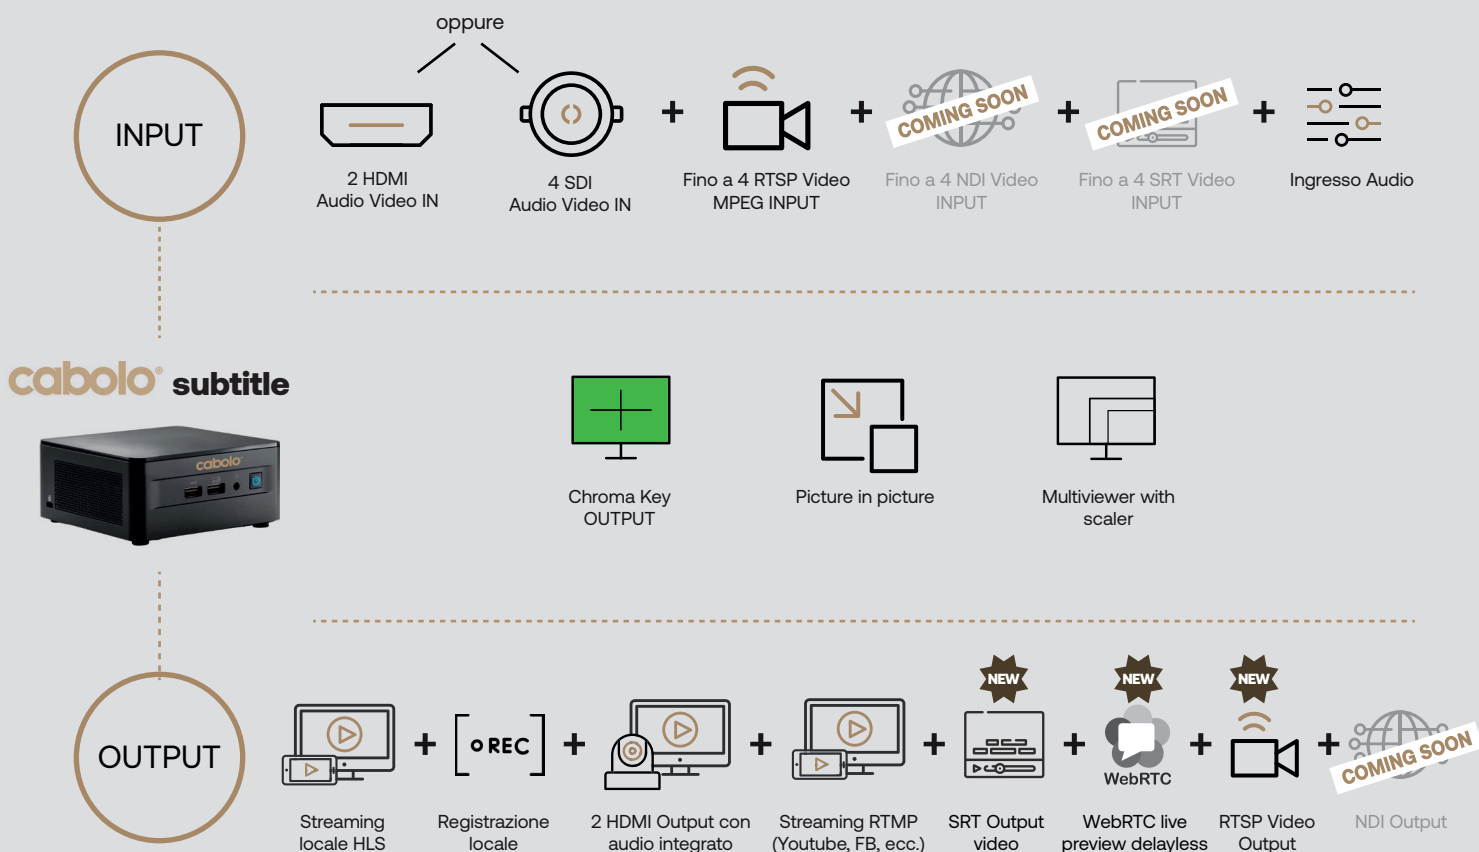 oppure
INPUT
2 HDMI
Audio Video IN
4 SDI
Audio Video IN
Fino a 4 RTSP Video
MPEG INPUT
COMING SOON
Fino a 4 NDI Video
INPUT
COMING SOON
Fino a 4 SRT Video
INPUT
Ingresso Audio
cabolo® subtitle
cabolo
Chroma Key
OUTPUT
Picture in picture
Multiviewer with
scaler
OUTPUT
REC
NEW
NEW
WebRTC
NEW
COMING SOON
Streaming
locale HLS
Registrazione
locale
2 HDMI Output con
audio integrato
Streaming RTMP
(Youtube, FB, ecc.)
SRT Output
video
WebRTC live
preview delayless
RTSP Video
Output
NDI Output